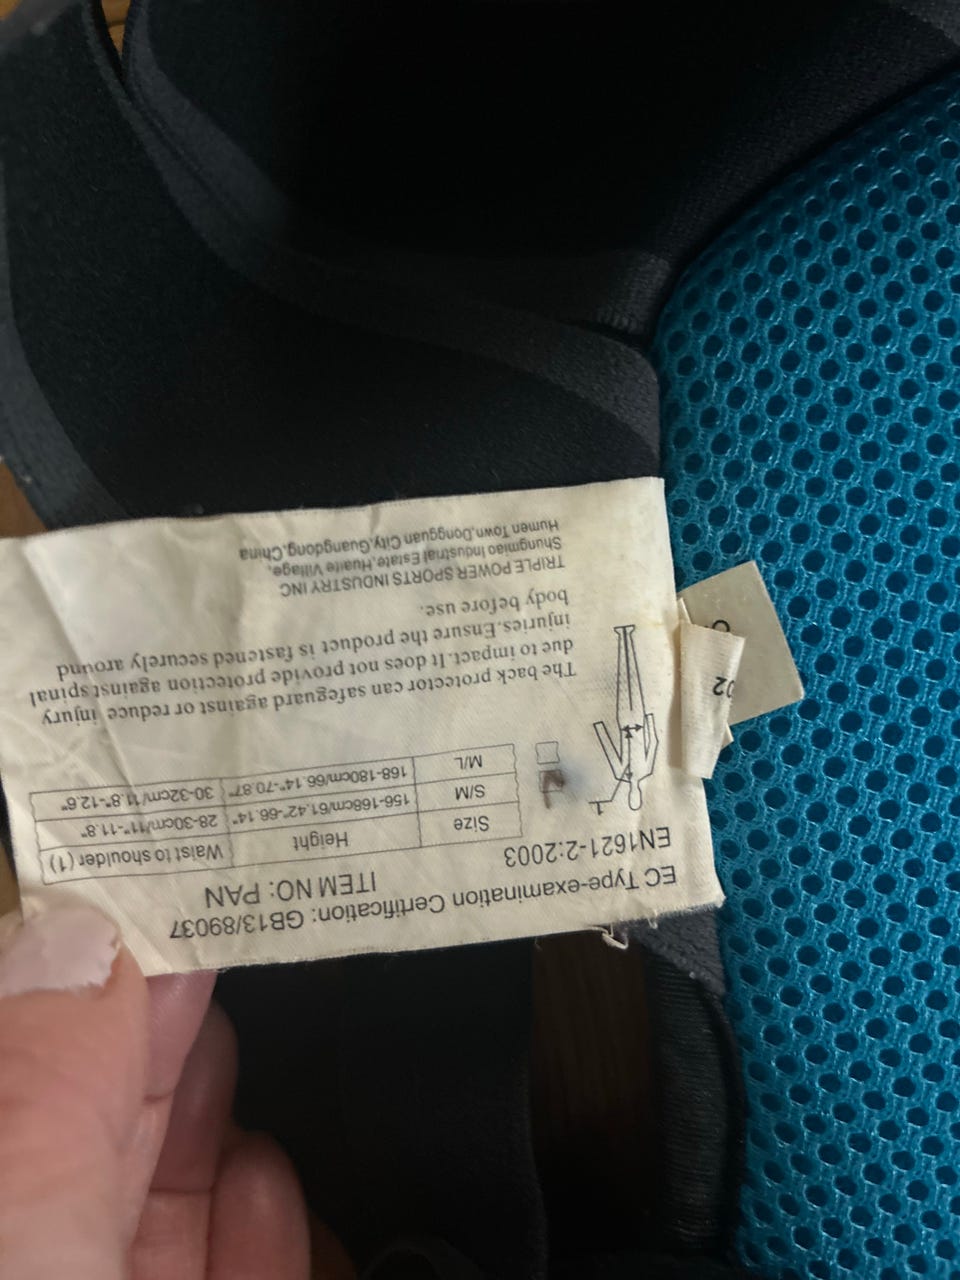 EC Type-examination Certification: GB13/89037
EN1621-2:2003 ITEM NO: PAN
1
Size Height Waist to shoulder (1)
S/M 156-168cm/61.42"-66.14" 28-30cm/11"-11.8"
M/L 168-180cm/66.14"-70.87" 30-32cm/11.8"-12.6"
The back protector can safeguard against or reduce injury
due to impact.It does not provide protection against spinal
injuries.Ensure the product is fastened securely around
body before use.
TRIPLE POWER SPORTS INDUSTRY INC
Shungmiao Industrial Estate,Huaite Village,
Humen Town,Dongguan City,Guangdong,China
02